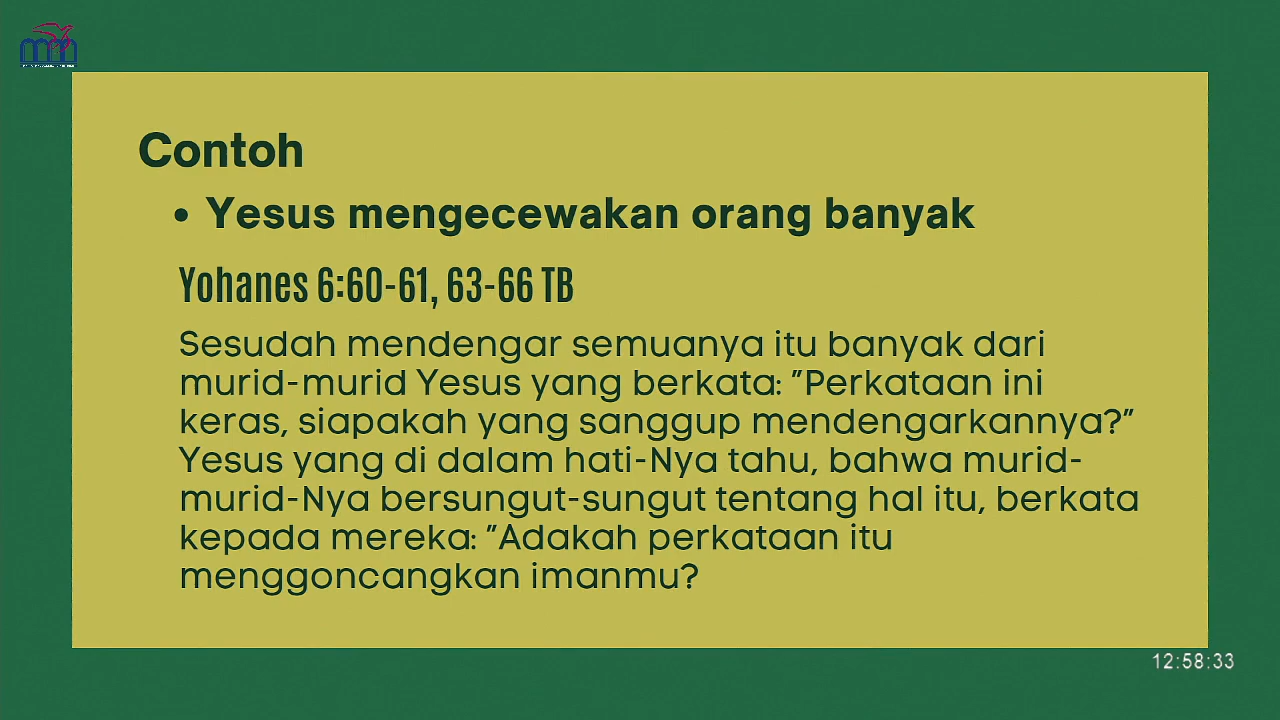 Contoh
• Yesus mengecewakan orang banyak
Yohanes 6:60-61, 63-66 TB
Sesudah mendengar semuanya itu banyak dari
murid-murid Yesus yang berkata: "Perkataan ini
keras, siapakah yang sanggup mendengarkannya?"
Yesus yang di dalam hati-Nya tahu, bahwa murid-
murid-Nya bersungut-sungut tentang hal itu, berkata
kepada mereka: "Adakah perkataan itu
menggoncangkan imanmu?
12:58:33